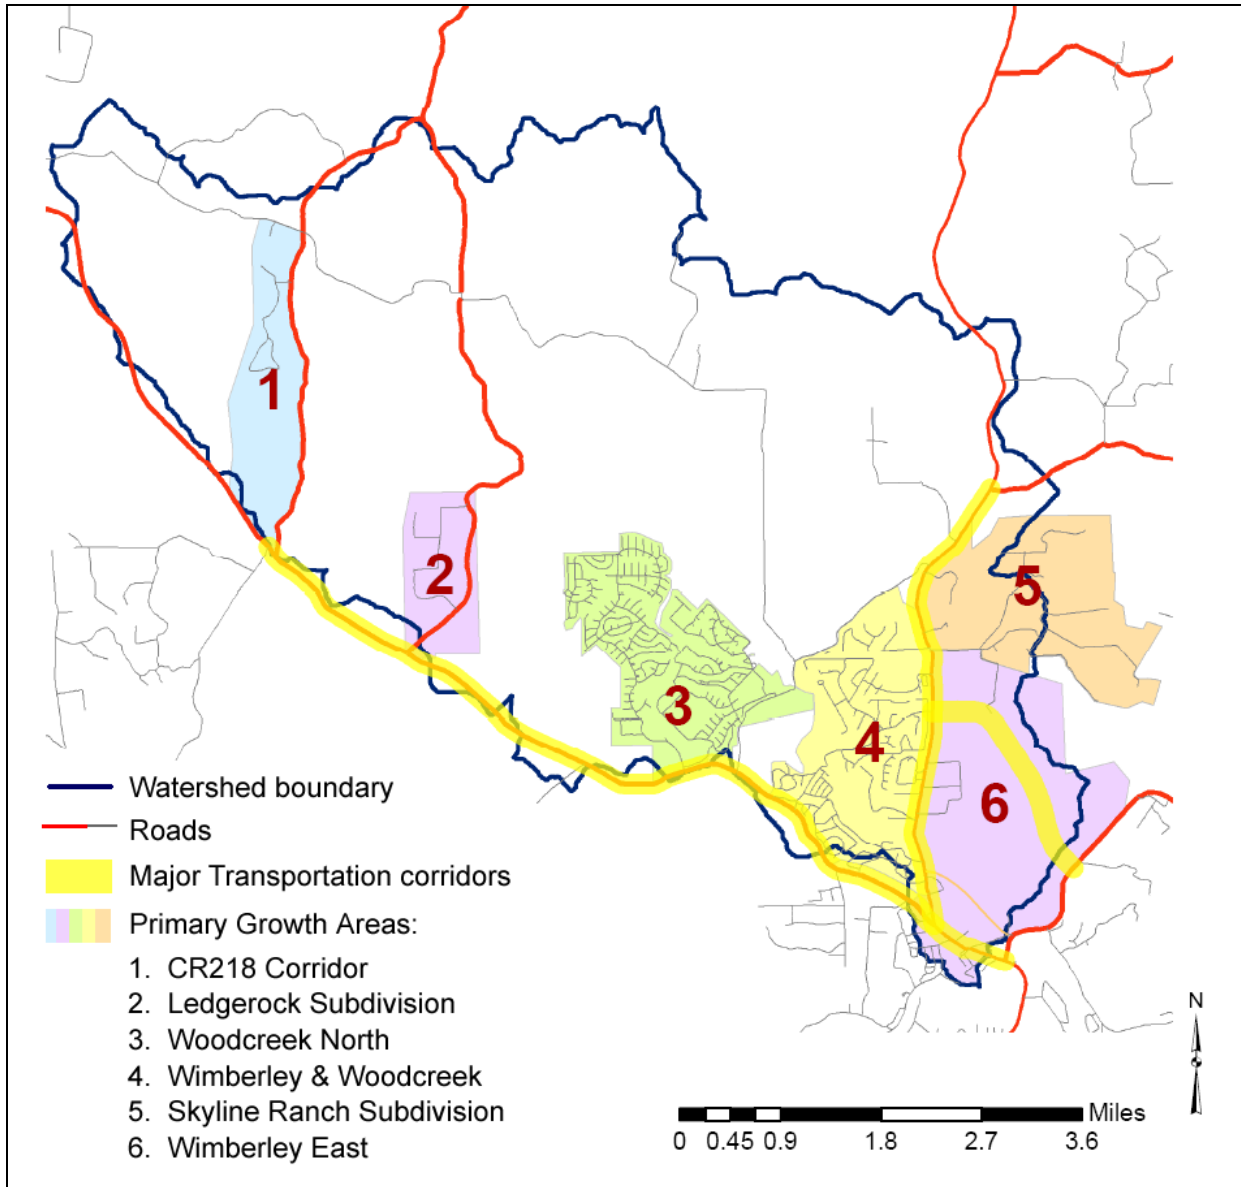 1
2
5
3
4
6
Watershed boundary
Roads
Major Transportation corridors
Primary Growth Areas:
1. CR218 Corridor
2. Ledgerock Subdivision
3. Woodcreek North
4. Wimberley & Woodcreek
5. Skyline Ranch Subdivision
6. Wimberley East
N
Miles
0 0.45 0.9 1.8 2.7 3.6